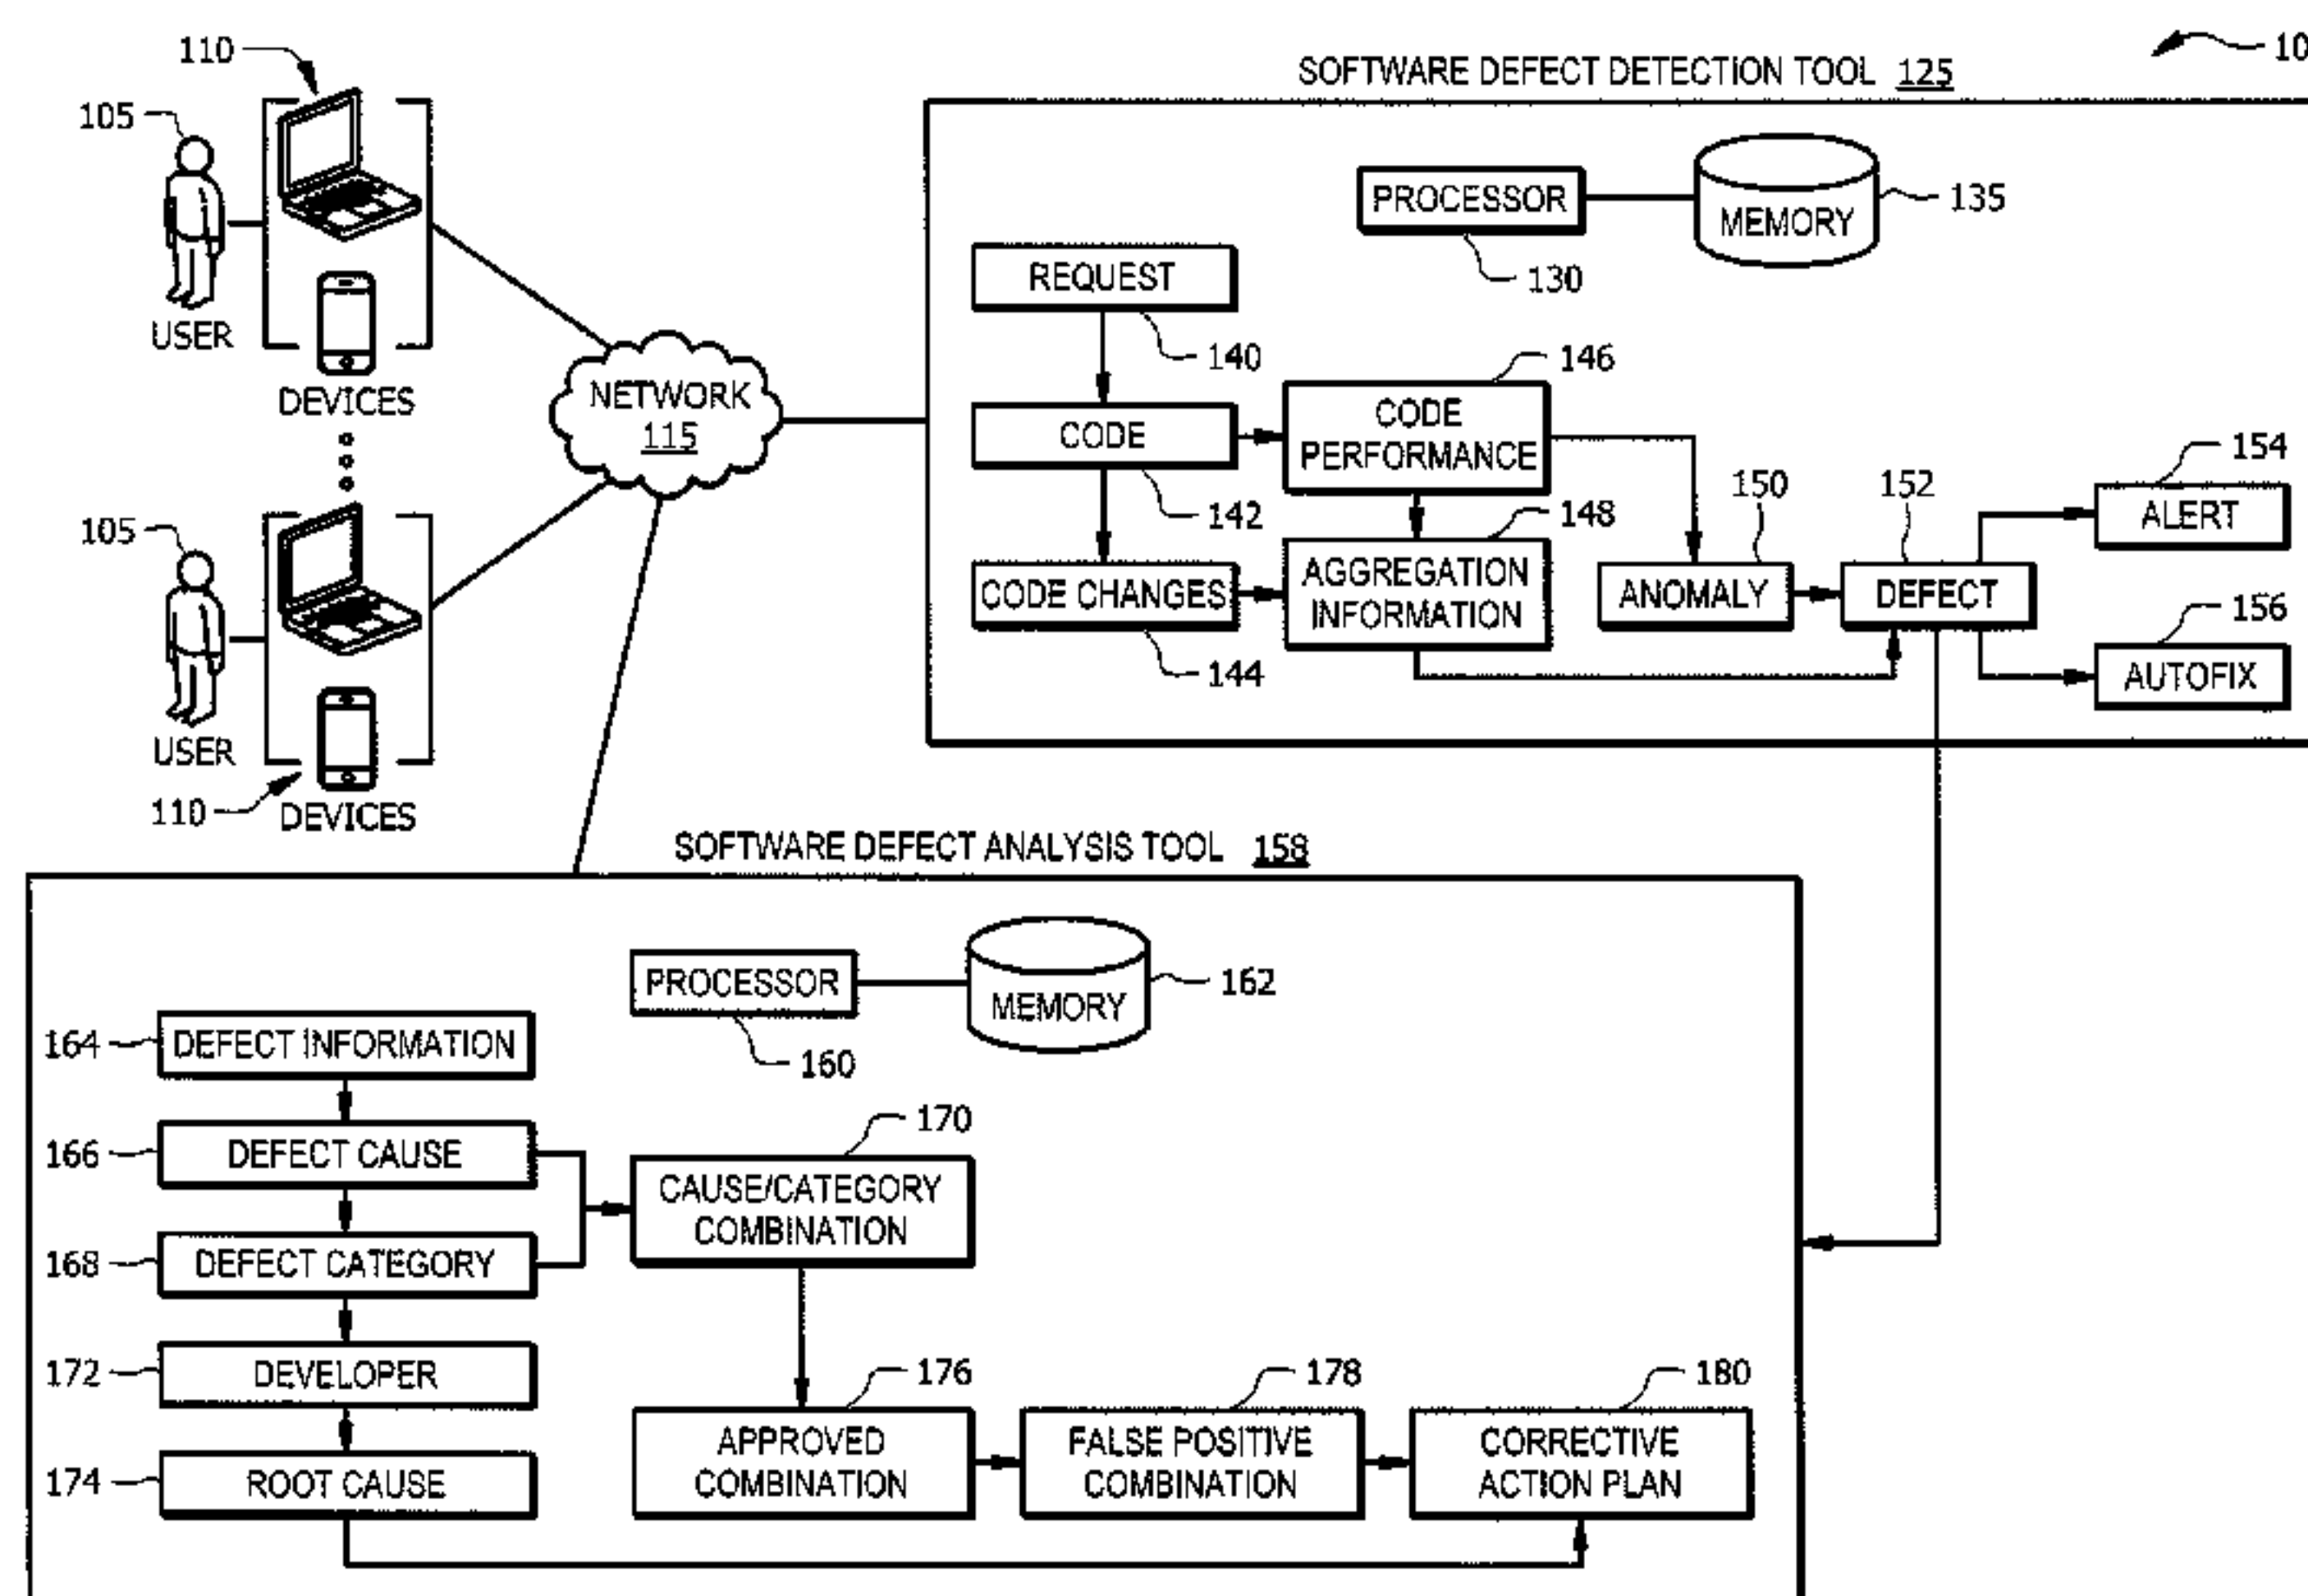 110
105
USER
DEVICES
105
USER
110
DEVICES
NETWORK
115
10
SOFTWARE DEFECT DETECTION TOOL 125
PROCESSOR
130
MEMORY
135
REQUEST
140
CODE
142
CODE CHANGES
144
CODE
PERFORMANCE
146
AGGREGATION
INFORMATION
148
ANOMALY
150
DEFECT
152
ALERT
154
AUTOFIX
156
SOFTWARE DEFECT ANALYSIS TOOL 158
PROCESSOR
160
MEMORY
162
164
DEFECT INFORMATION
166
DEFECT CAUSE
168
DEFECT CATEGORY
170
CAUSE/CATEGORY
COMBINATION
172
DEVELOPER
174
ROOT CAUSE
176
APPROVED
COMBINATION
178
FALSE POSITIVE
COMBINATION
180
CORRECTIVE
ACTION PLAN